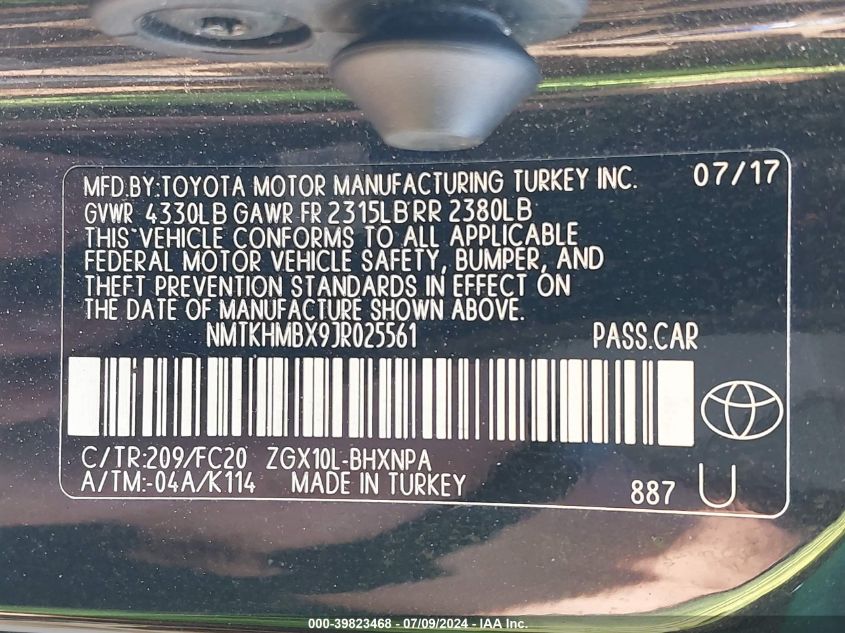 MFD.BY:TOYOTA MOTOR MANUFACTURING TURKEY INC. 07/17
GVWR 4330LB GAWR FR 2315LB RR 2380LB
THIS VEHICLE CONFORMS TO ALL APPLICABLE
FEDERAL MOTOR VEHICLE SAFETY, BUMPER, AND
THEFT PREVENTION STANDARDS IN EFFECT ON
THE DATE OF MANUFACTURE SHOWN ABOVE.
NMTKHMBX9JR025561 PASS.CAR
C/TR:209/FC20 ZGX10L-BHXNPA
A/TM:-04A/K114 MADE IN TURKEY 887 U
000-39823468 - 07/09/2024 - IAA Inc.